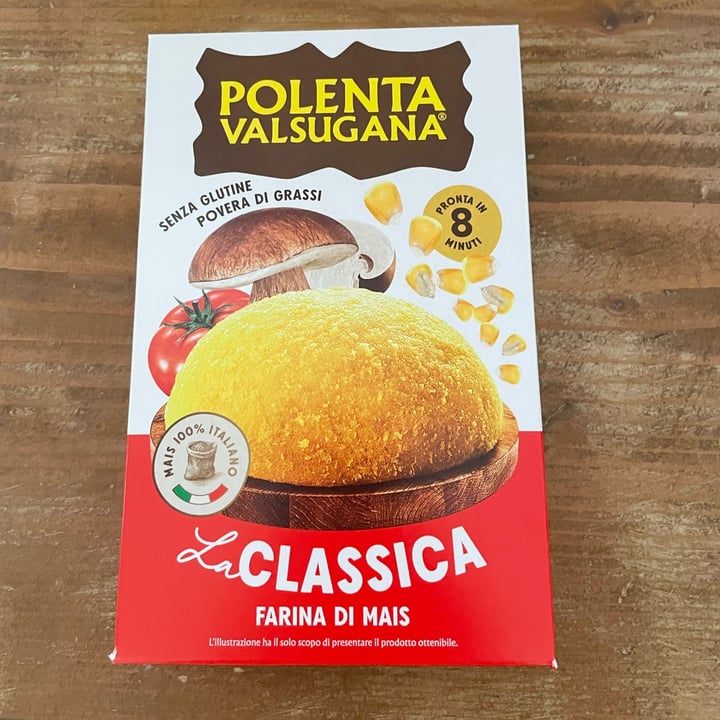 POLENTA
VALSUGANA®
SENZA GLUTINE
POVERA DI GRASSI
PRONTA IN
8
MINUTI
MAIS 100% ITALIANO
La CLASSICA
FARINA DI MAIS
L'illustrazione ha il solo scopo di presentare il prodotto ottenibile.